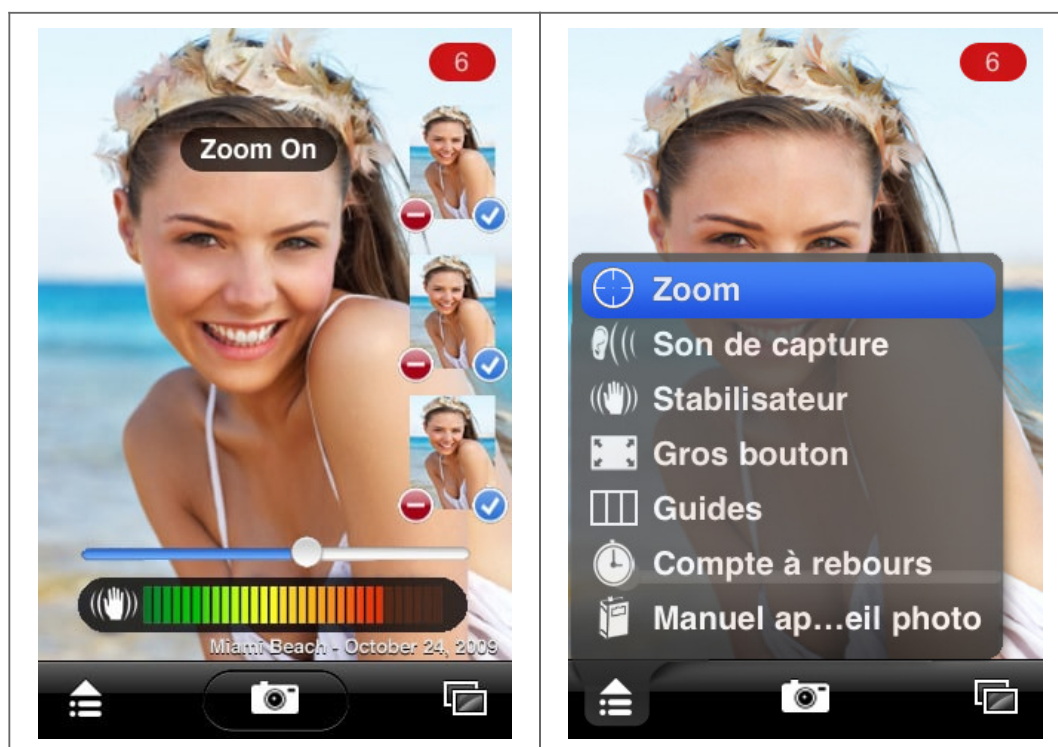 6
Zoom On
Miami Beach - October 24, 2009
6
Zoom
Son de capture
Stabilisateur
Gros bouton
Guides
Compte à rebours
Manuel ap…eil photo